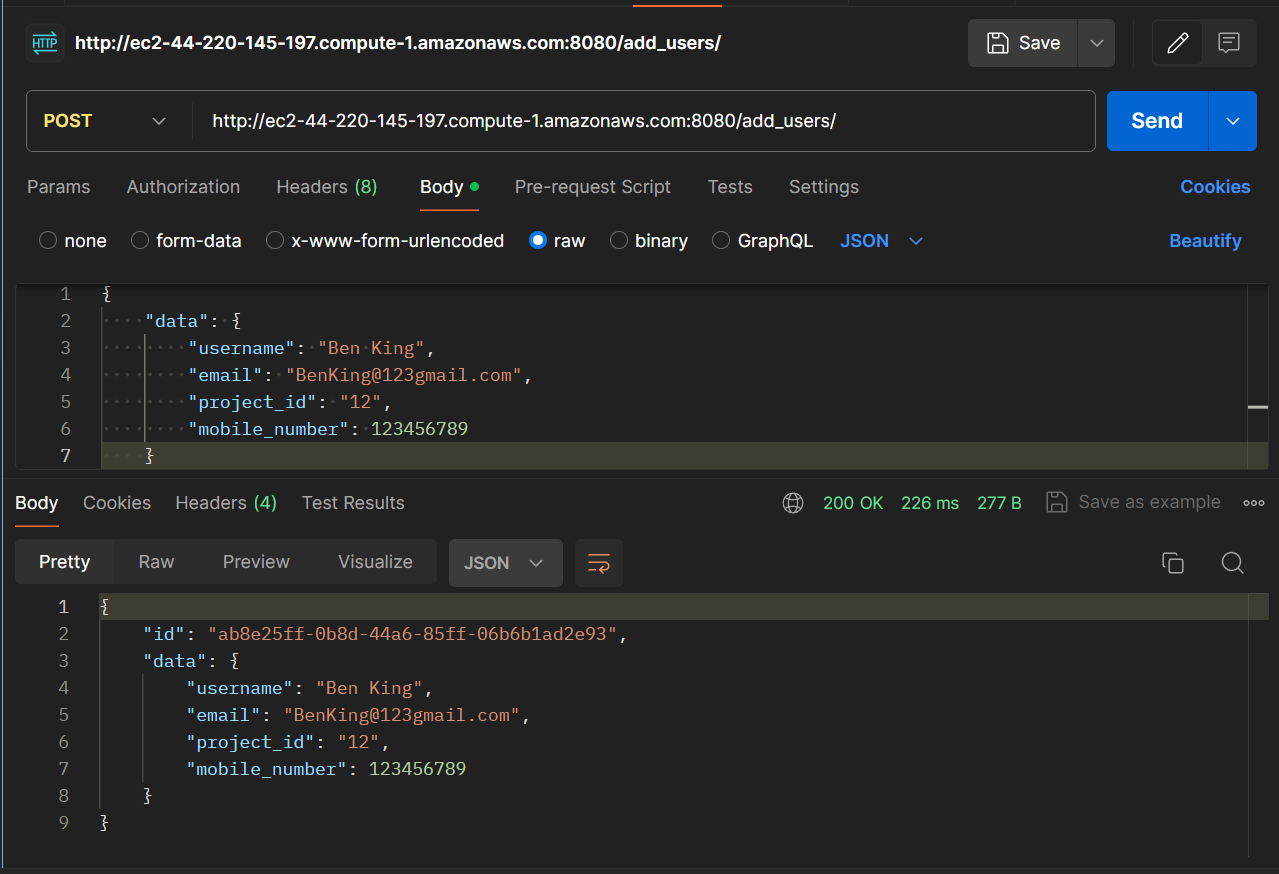 HTTP http://ec2-44-220-145-197.compute-1.amazonaws.com:8080/add_users/ Save
POST http://ec2-44-220-145-197.compute-1.amazonaws.com:8080/add_users/ Send
Params Authorization Headers (8) Body Pre-request Script Tests Settings Cookies
none form-data x-www-form-urlencoded raw binary GraphQL JSON Beautify
1 {
2 "data": {
3 "username": "Ben King",
4 "email": "BenKing@123gmail.com",
5 "project_id": "12",
6 "mobile_number": 123456789
7 }
Body Cookies Headers (4) Test Results 200 OK 226 ms 277 B Save as example
Pretty Raw Preview Visualize JSON
1 {
2 "id": "ab8e25ff-0b8d-44a6-85ff-06b6b1ad2e93",
3 "data": {
4 "username": "Ben King",
5 "email": "BenKing@123gmail.com",
6 "project_id": "12",
7 "mobile_number": 123456789
8 }
9 }